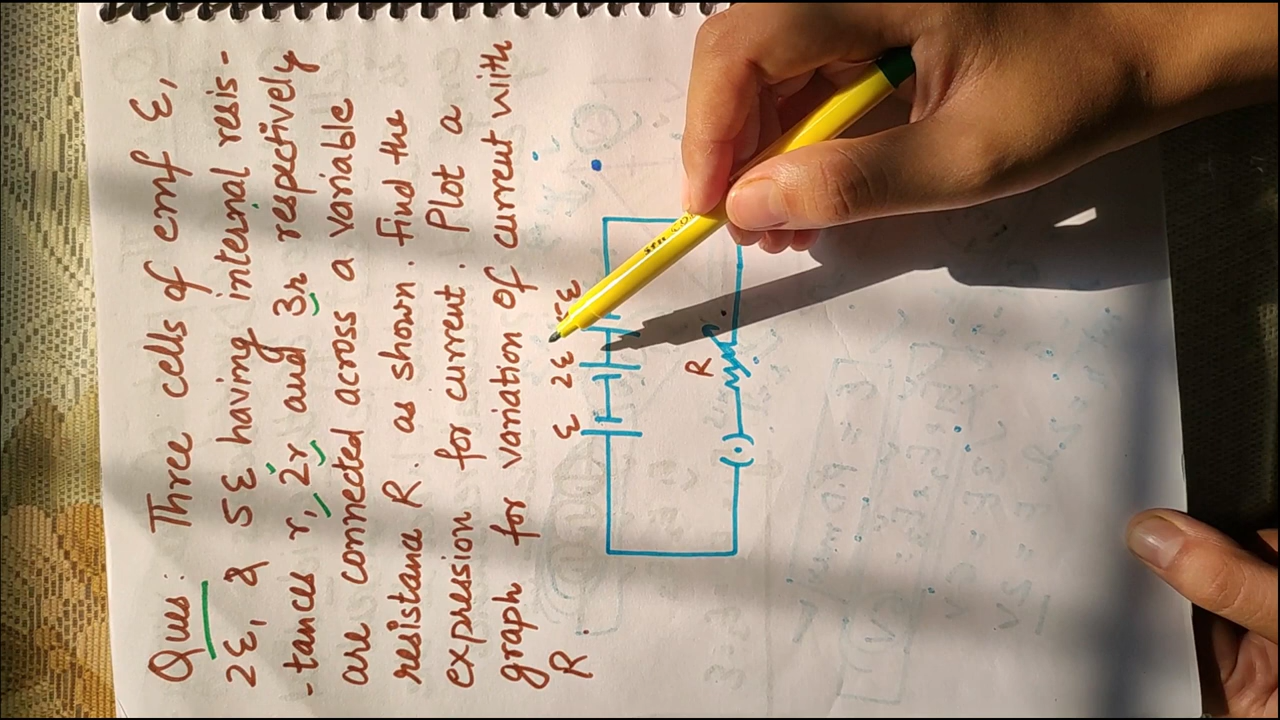 Ques: Three cells of emf ε,
2ε, & 5ε having internal resis-
-tances r, 2r and 3r respectively
are connected across a variable
resistance R. as shown. Find the
expression for current. Plot a
graph for variation of current with
R.
ε 2ε 5ε
R